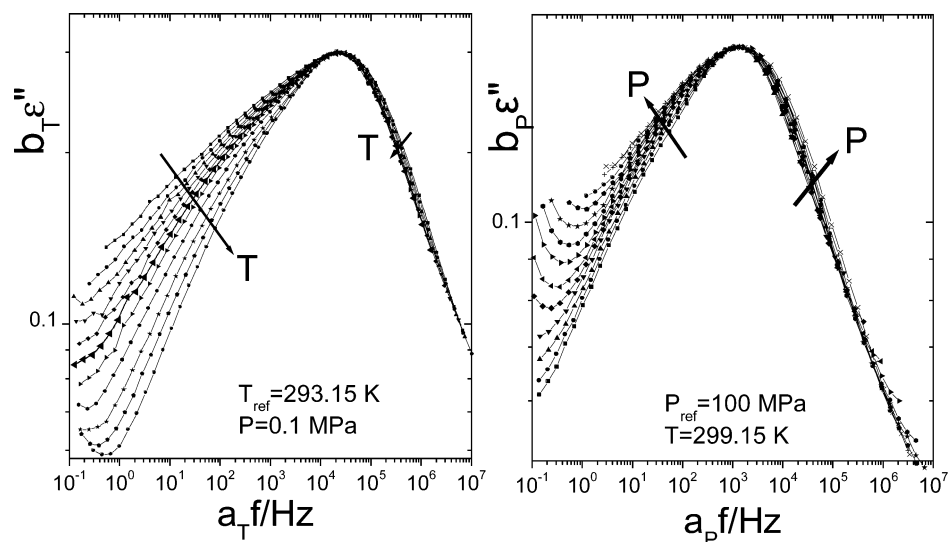 b_Tε"
0.1
T
T
T_ref=293.15 K
P=0.1 MPa
10^-1 10^0 10^1 10^2 10^3 10^4 10^5 10^6 10^7
a_Tf/Hz
b_Pε"
0.1
P
P
P_ref=100 MPa
T=299.15 K
10^-1 10^0 10^1 10^2 10^3 10^4 10^5 10^6 10^7
a_Pf/Hz